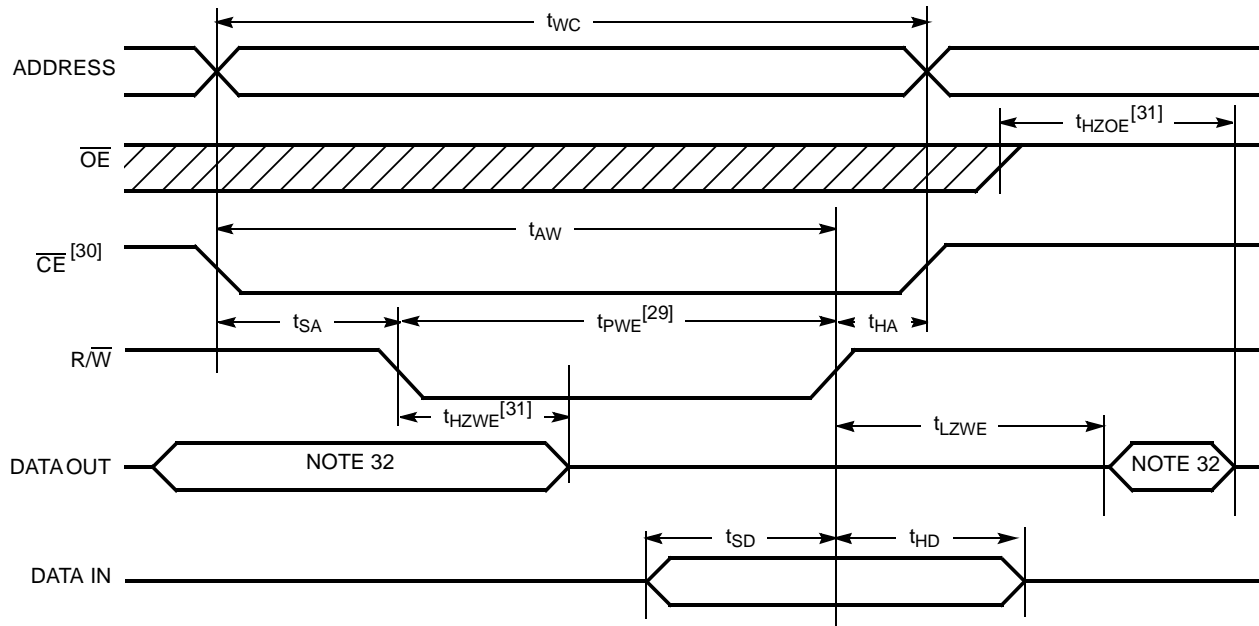 tWC
ADDRESS
tHZOE[31]
OE
tAW
CE[30]
tSA
tPWE[29]
tHA
R/W
tHZWE[31]
tLZWE
DATA OUT
NOTE 32
NOTE 32
tSD
tHD
DATA IN